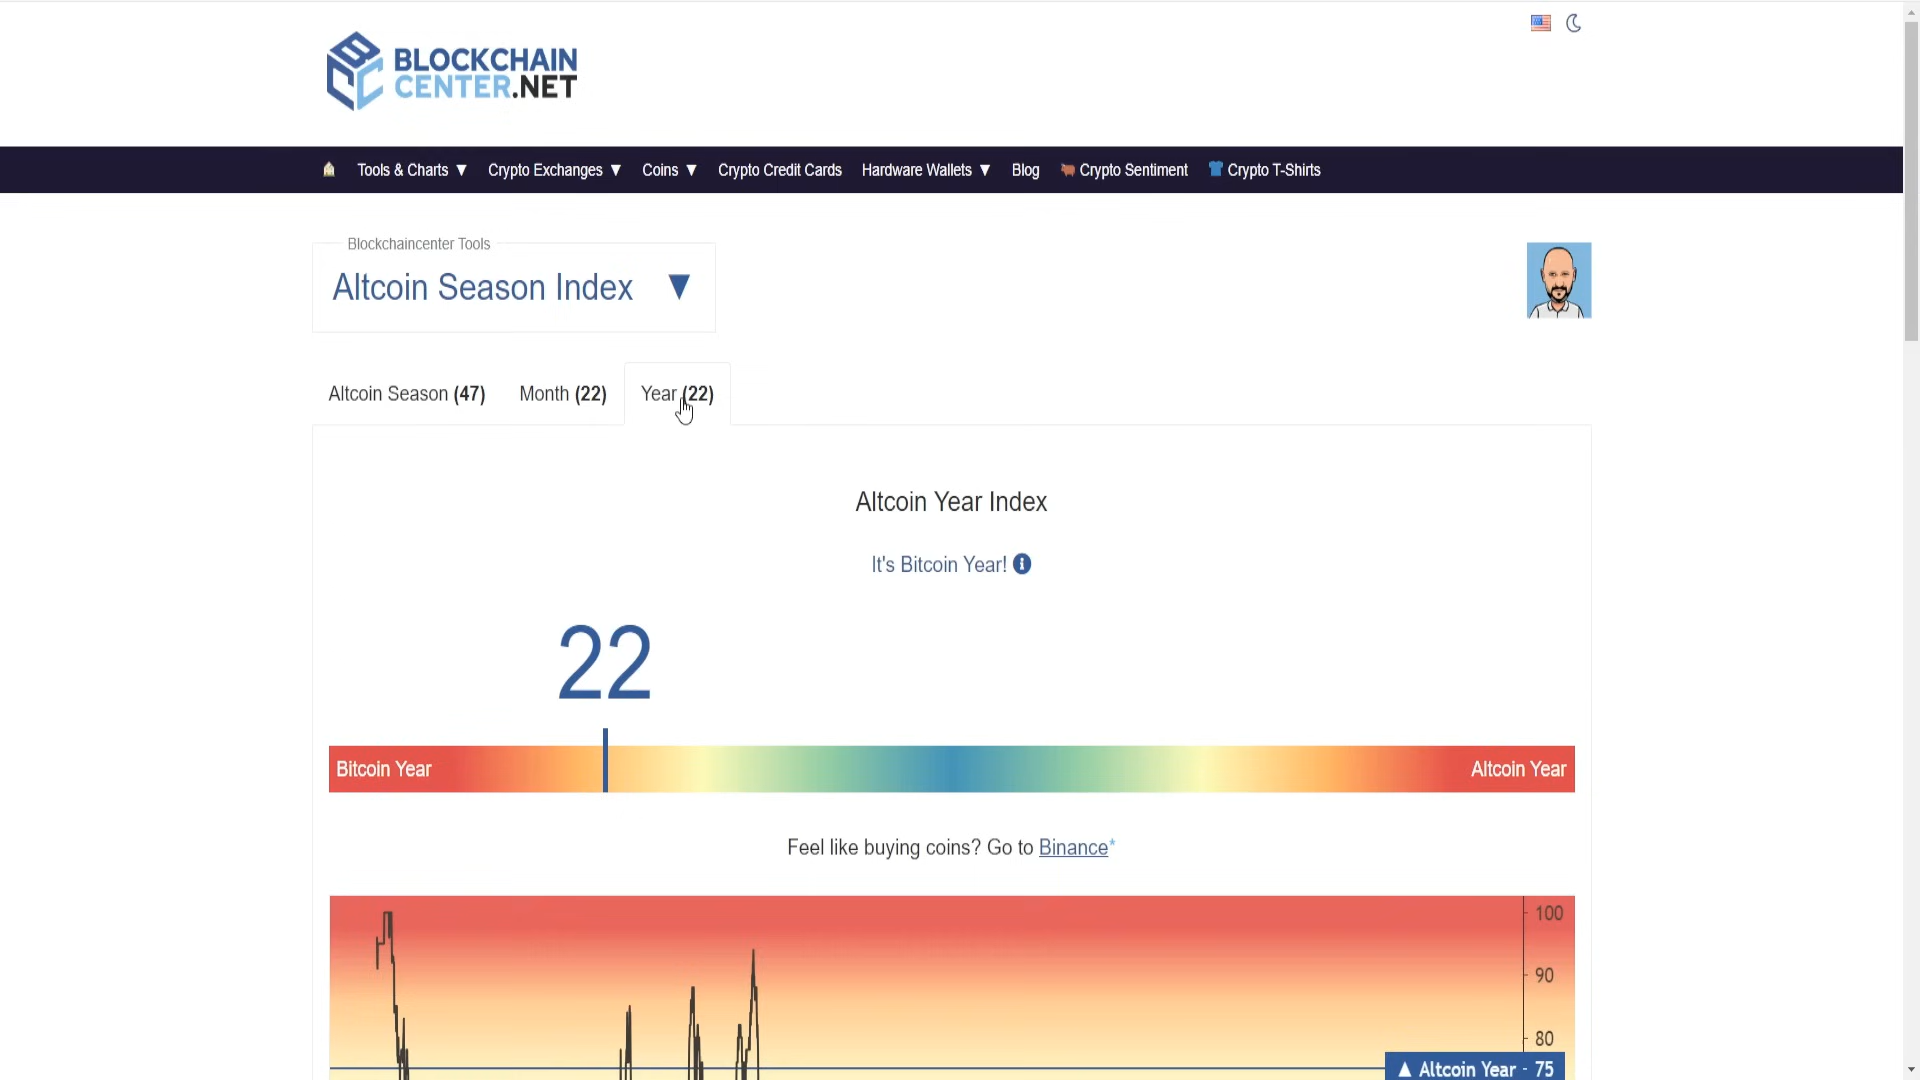 BLOCKCHAIN
CENTER.NET
Tools & Charts ▼ Crypto Exchanges ▼ Coins ▼ Crypto Credit Cards Hardware Wallets ▼ Blog Crypto Sentiment Crypto T-Shirts
Blockchaincenter Tools
Altcoin Season Index ▼
Altcoin Season (47) Month (22) Year (22)
Altcoin Year Index
It's Bitcoin Year!
22
Bitcoin Year Altcoin Year
Feel like buying coins? Go to Binance*
100
90
80
▲ Altcoin Year - 75